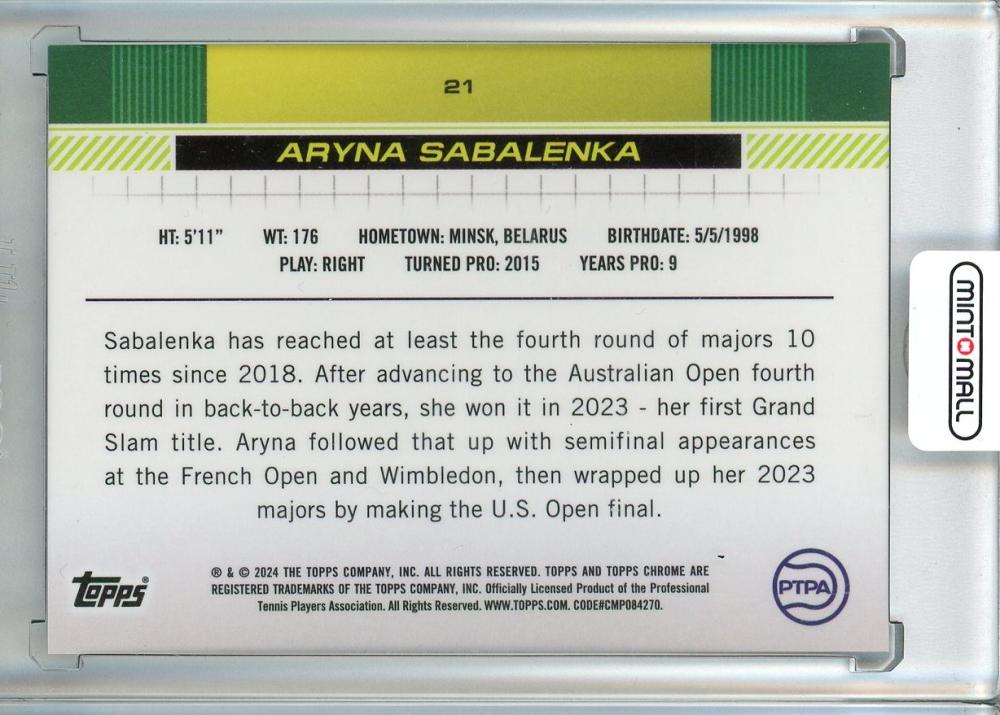 21
ARYNA SABALENKA
HT: 5'11” WT: 176 HOMETOWN: MINSK, BELARUS BIRTHDATE: 5/5/1998
PLAY: RIGHT TURNED PRO: 2015 YEARS PRO: 9
Sabalenka has reached at least the fourth round of majors 10
times since 2018. After advancing to the Australian Open fourth
round in back-to-back years, she won it in 2023 - her first Grand
Slam title. Aryna followed that up with semifinal appearances
at the French Open and Wimbledon, then wrapped up her 2023
majors by making the U.S. Open final.
Topps®
® & © 2024 THE TOPPS COMPANY, INC. ALL RIGHTS RESERVED. TOPPS AND TOPPS CHROME ARE
REGISTERED TRADEMARKS OF THE TOPPS COMPANY, INC. Officially Licensed Product of the Professional
Tennis Players Association. All Rights Reserved. WWW.TOPPS.COM. CODE#CMP084270.
PTPA
MINT MALL